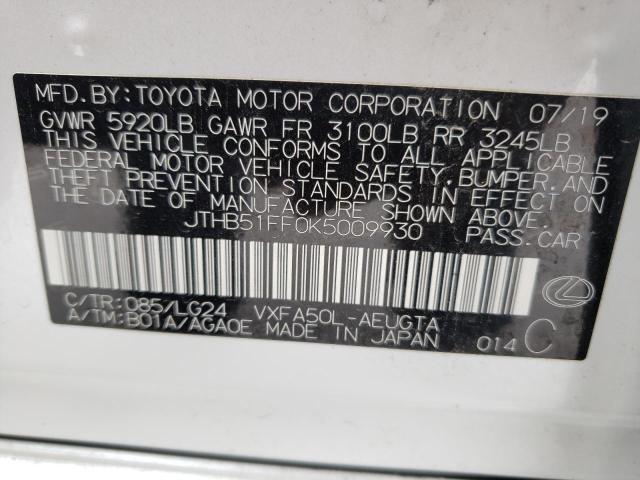 MFD. BY: TOYOTA MOTOR CORPORATION 07/19
GVWR 5920LB GAWR FR 3100LB RR 3245LB
THIS VEHICLE CONFORMS TO ALL APPLICABLE
FEDERAL MOTOR VEHICLE SAFETY, BUMPER, AND
THEFT PREVENTION STANDARDS IN EFFECT ON
THE DATE OF MANUFACTURE SHOWN ABOVE.
JTHB51FF0K5009930 PASS. CAR
C/TR: 085/LG24 VXFA50L-AEUGTA
A/TM: B01A/AGA0E MADE IN JAPAN 014 C